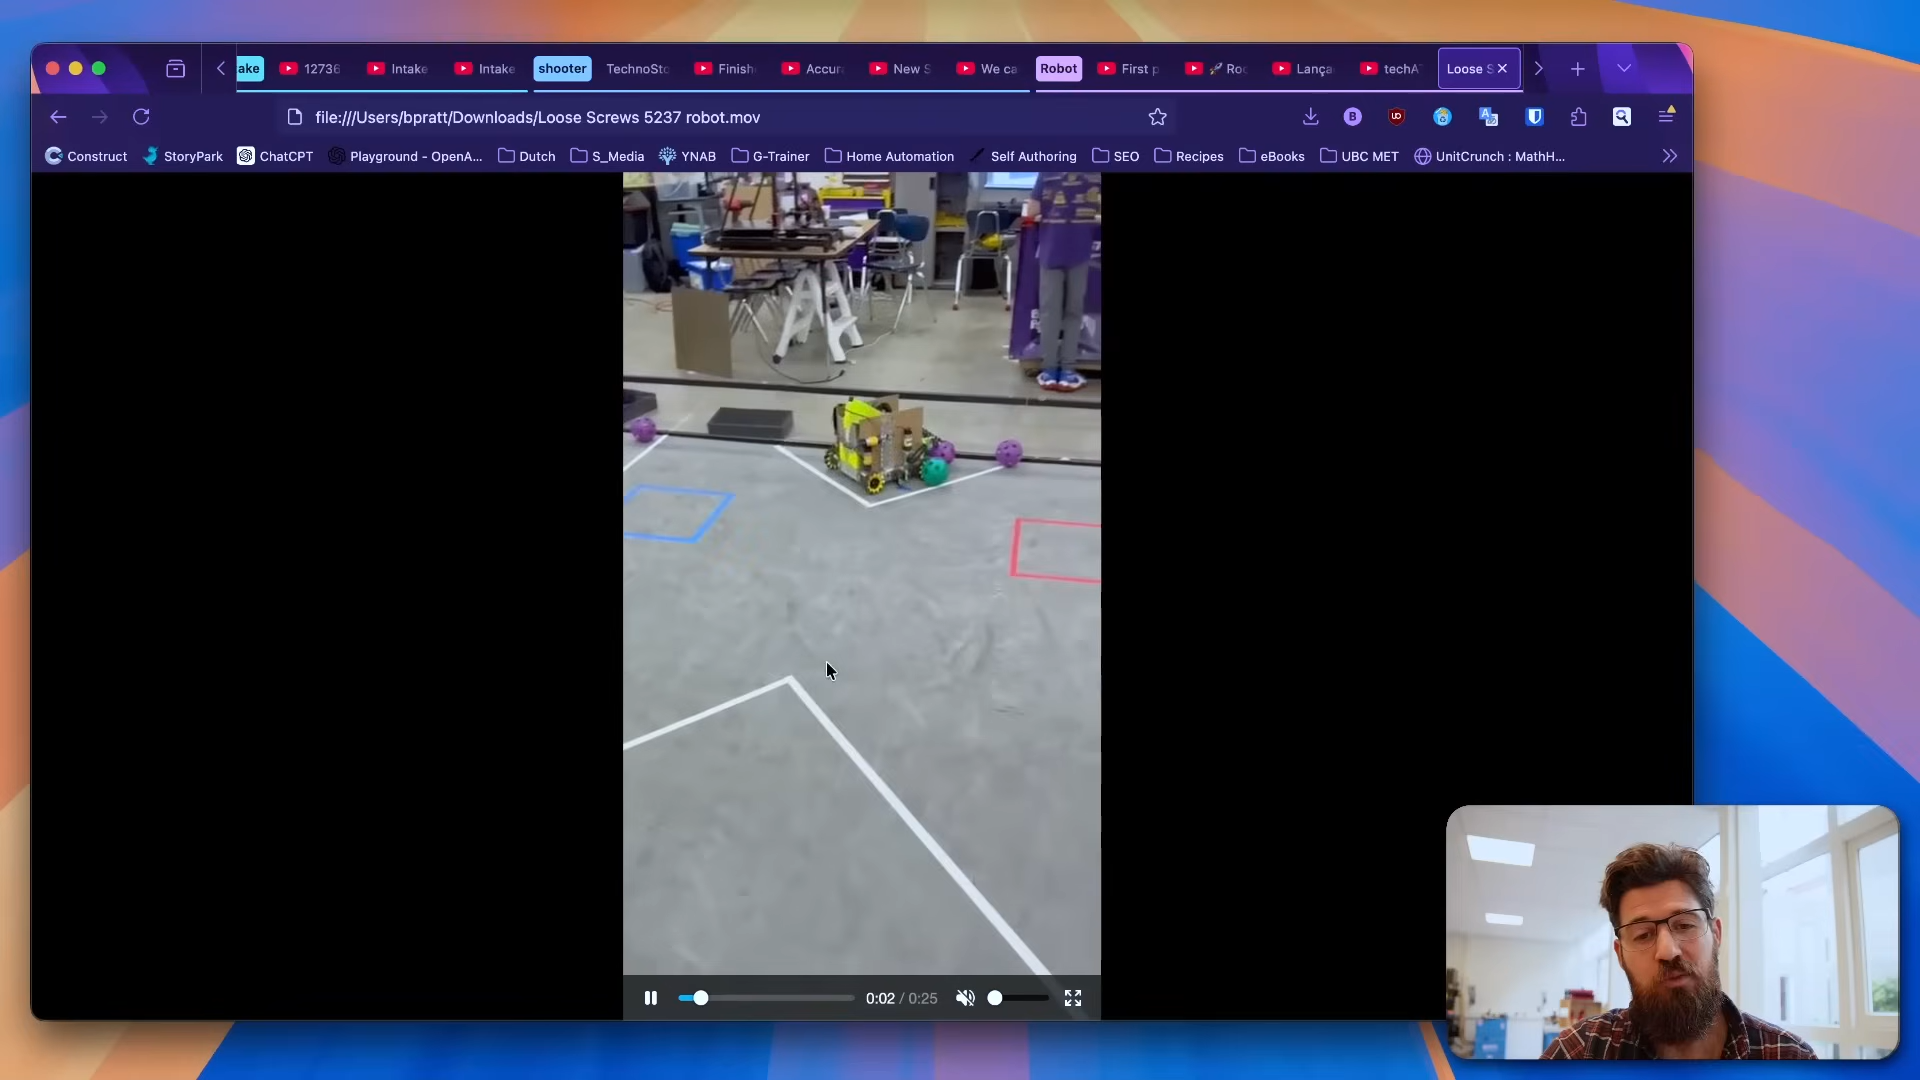 ake 12736 Intake Intake shooter TechnoSto Finish Accur New S We ca Robot First p 🚀 Roc Lança techA Loose S
file:///Users/bpratt/Downloads/Loose Screws 5237 robot.mov
Construct StoryPark ChatCPT Playground - OpenA... Dutch S_Media YNAB G-Trainer Home Automation Self Authoring SEO Recipes eBooks UBC MET UnitCrunch : MathH...
0:02 / 0:25